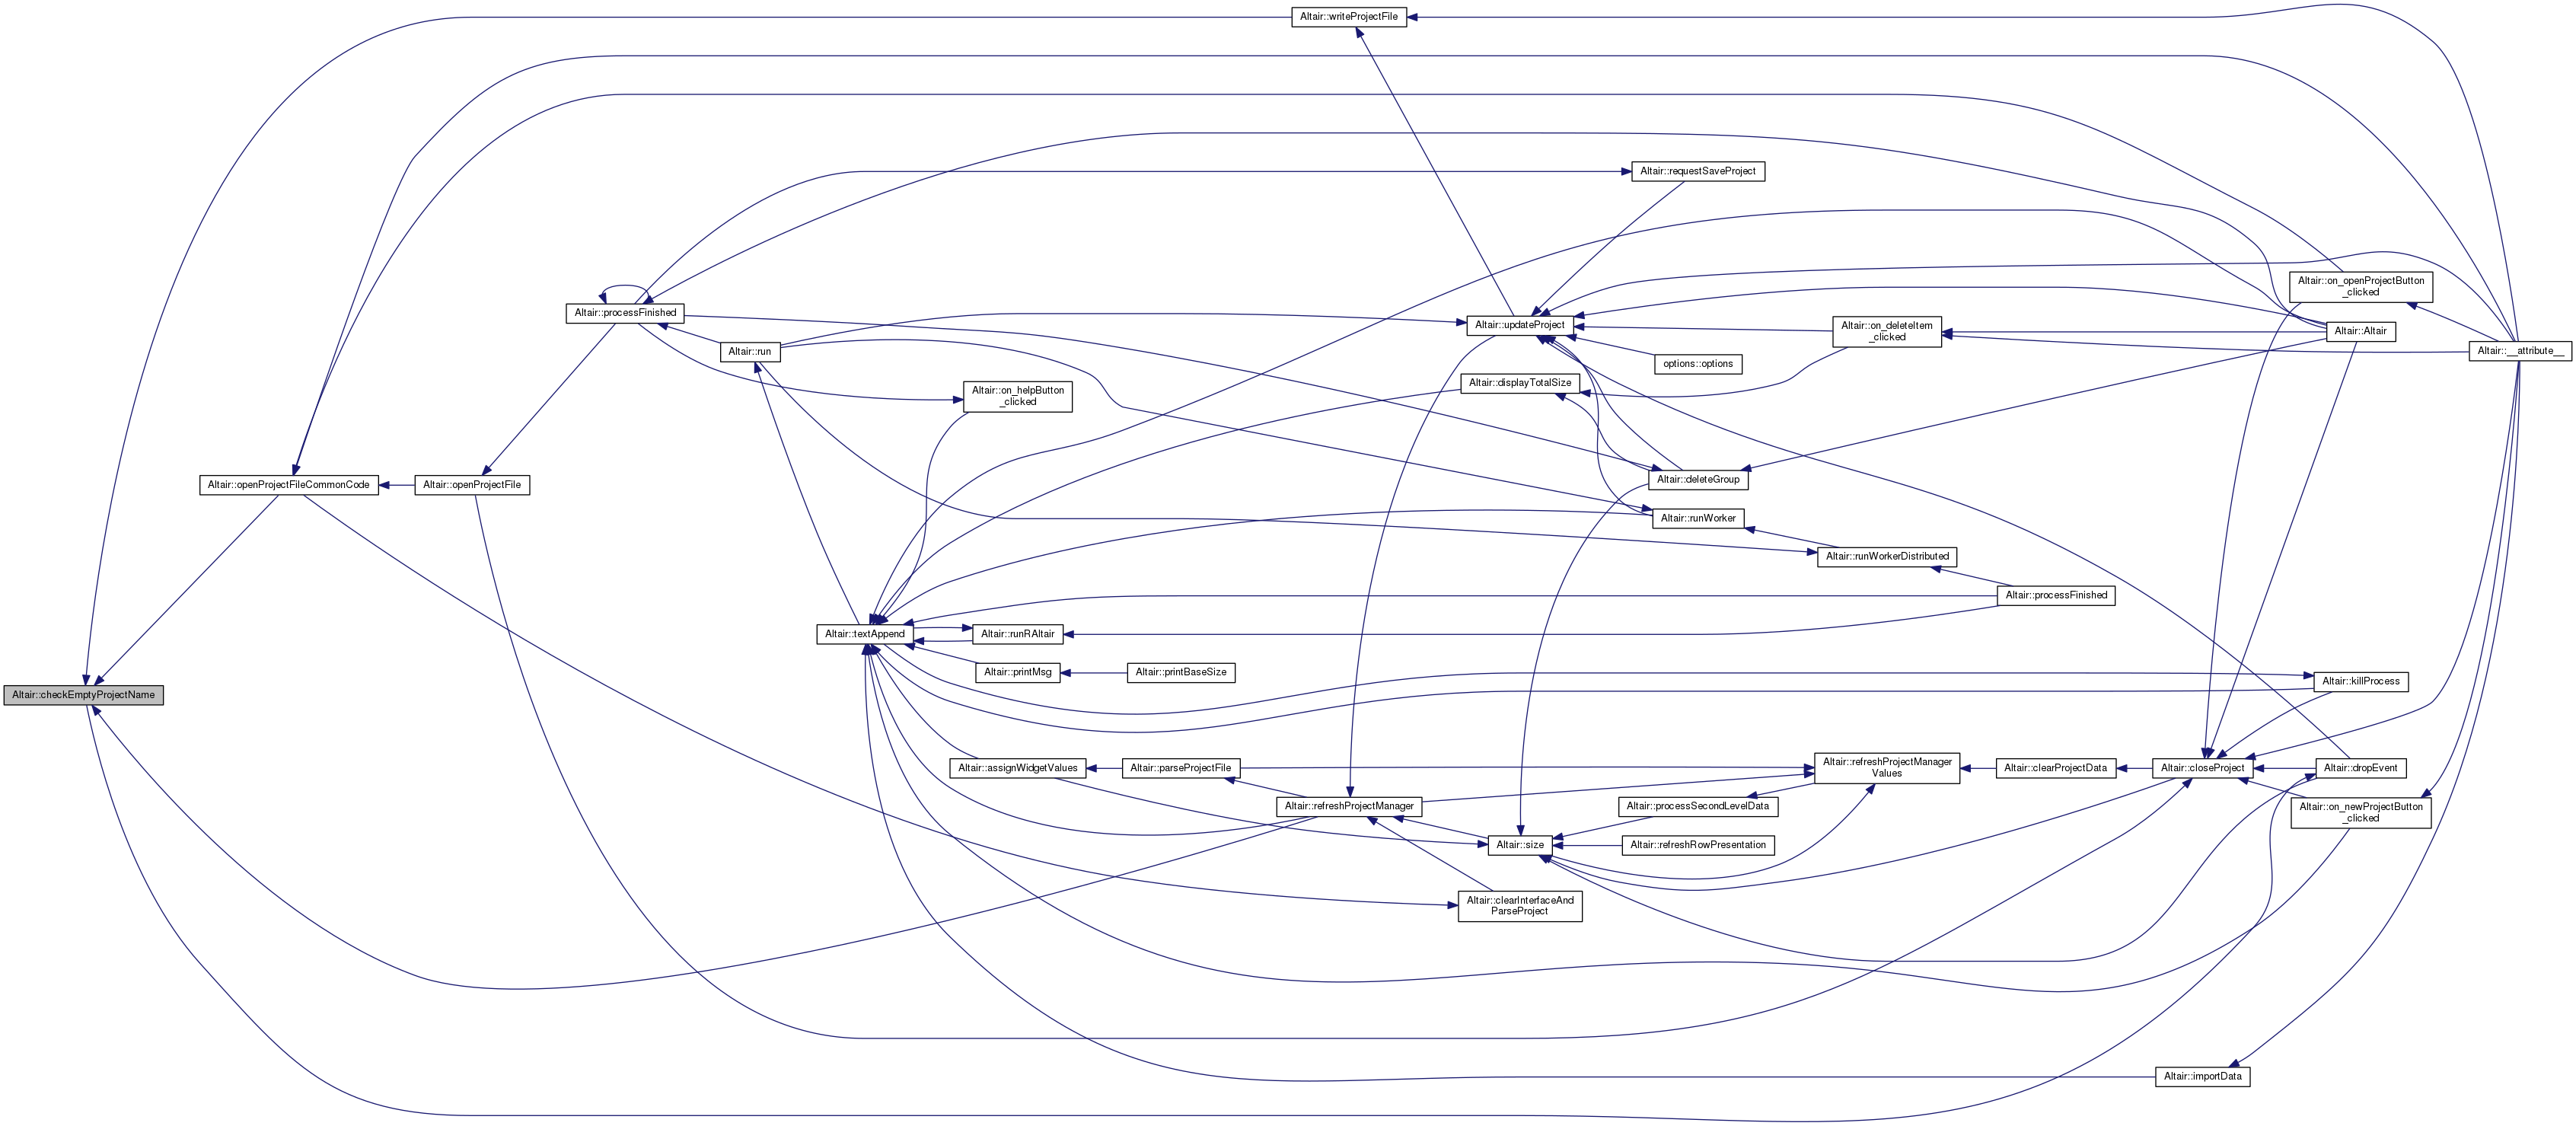 Altair::writeProjectFile
Altair::requestSaveProject
Altair::on_openProjectButton
_clicked
Altair::processFinished
Altair::updateProject
Altair::on_deleteItem
_clicked
Altair::Altair
Altair::run
Altair::__attribute__
options::options
Altair::displayTotalSize
Altair::on_helpButton
_clicked
Altair::openProjectFileCommonCode
Altair::openProjectFile
Altair::deleteGroup
Altair::runWorker
Altair::runWorkerDistributed
Altair::processFinished
Altair::textAppend
Altair::runRAltair
Altair::printMsg
Altair::printBaseSize
Altair::killProcess
Altair::checkEmptyProjectName
Altair::assignWidgetValues
Altair::parseProjectFile
Altair::refreshProjectManager
Values
Altair::clearProjectData
Altair::closeProject
Altair::dropEvent
Altair::refreshProjectManager
Altair::processSecondLevelData
Altair::on_newProjectButton
_clicked
Altair::size
Altair::refreshRowPresentation
Altair::clearInterfaceAnd
ParseProject
Altair::importData